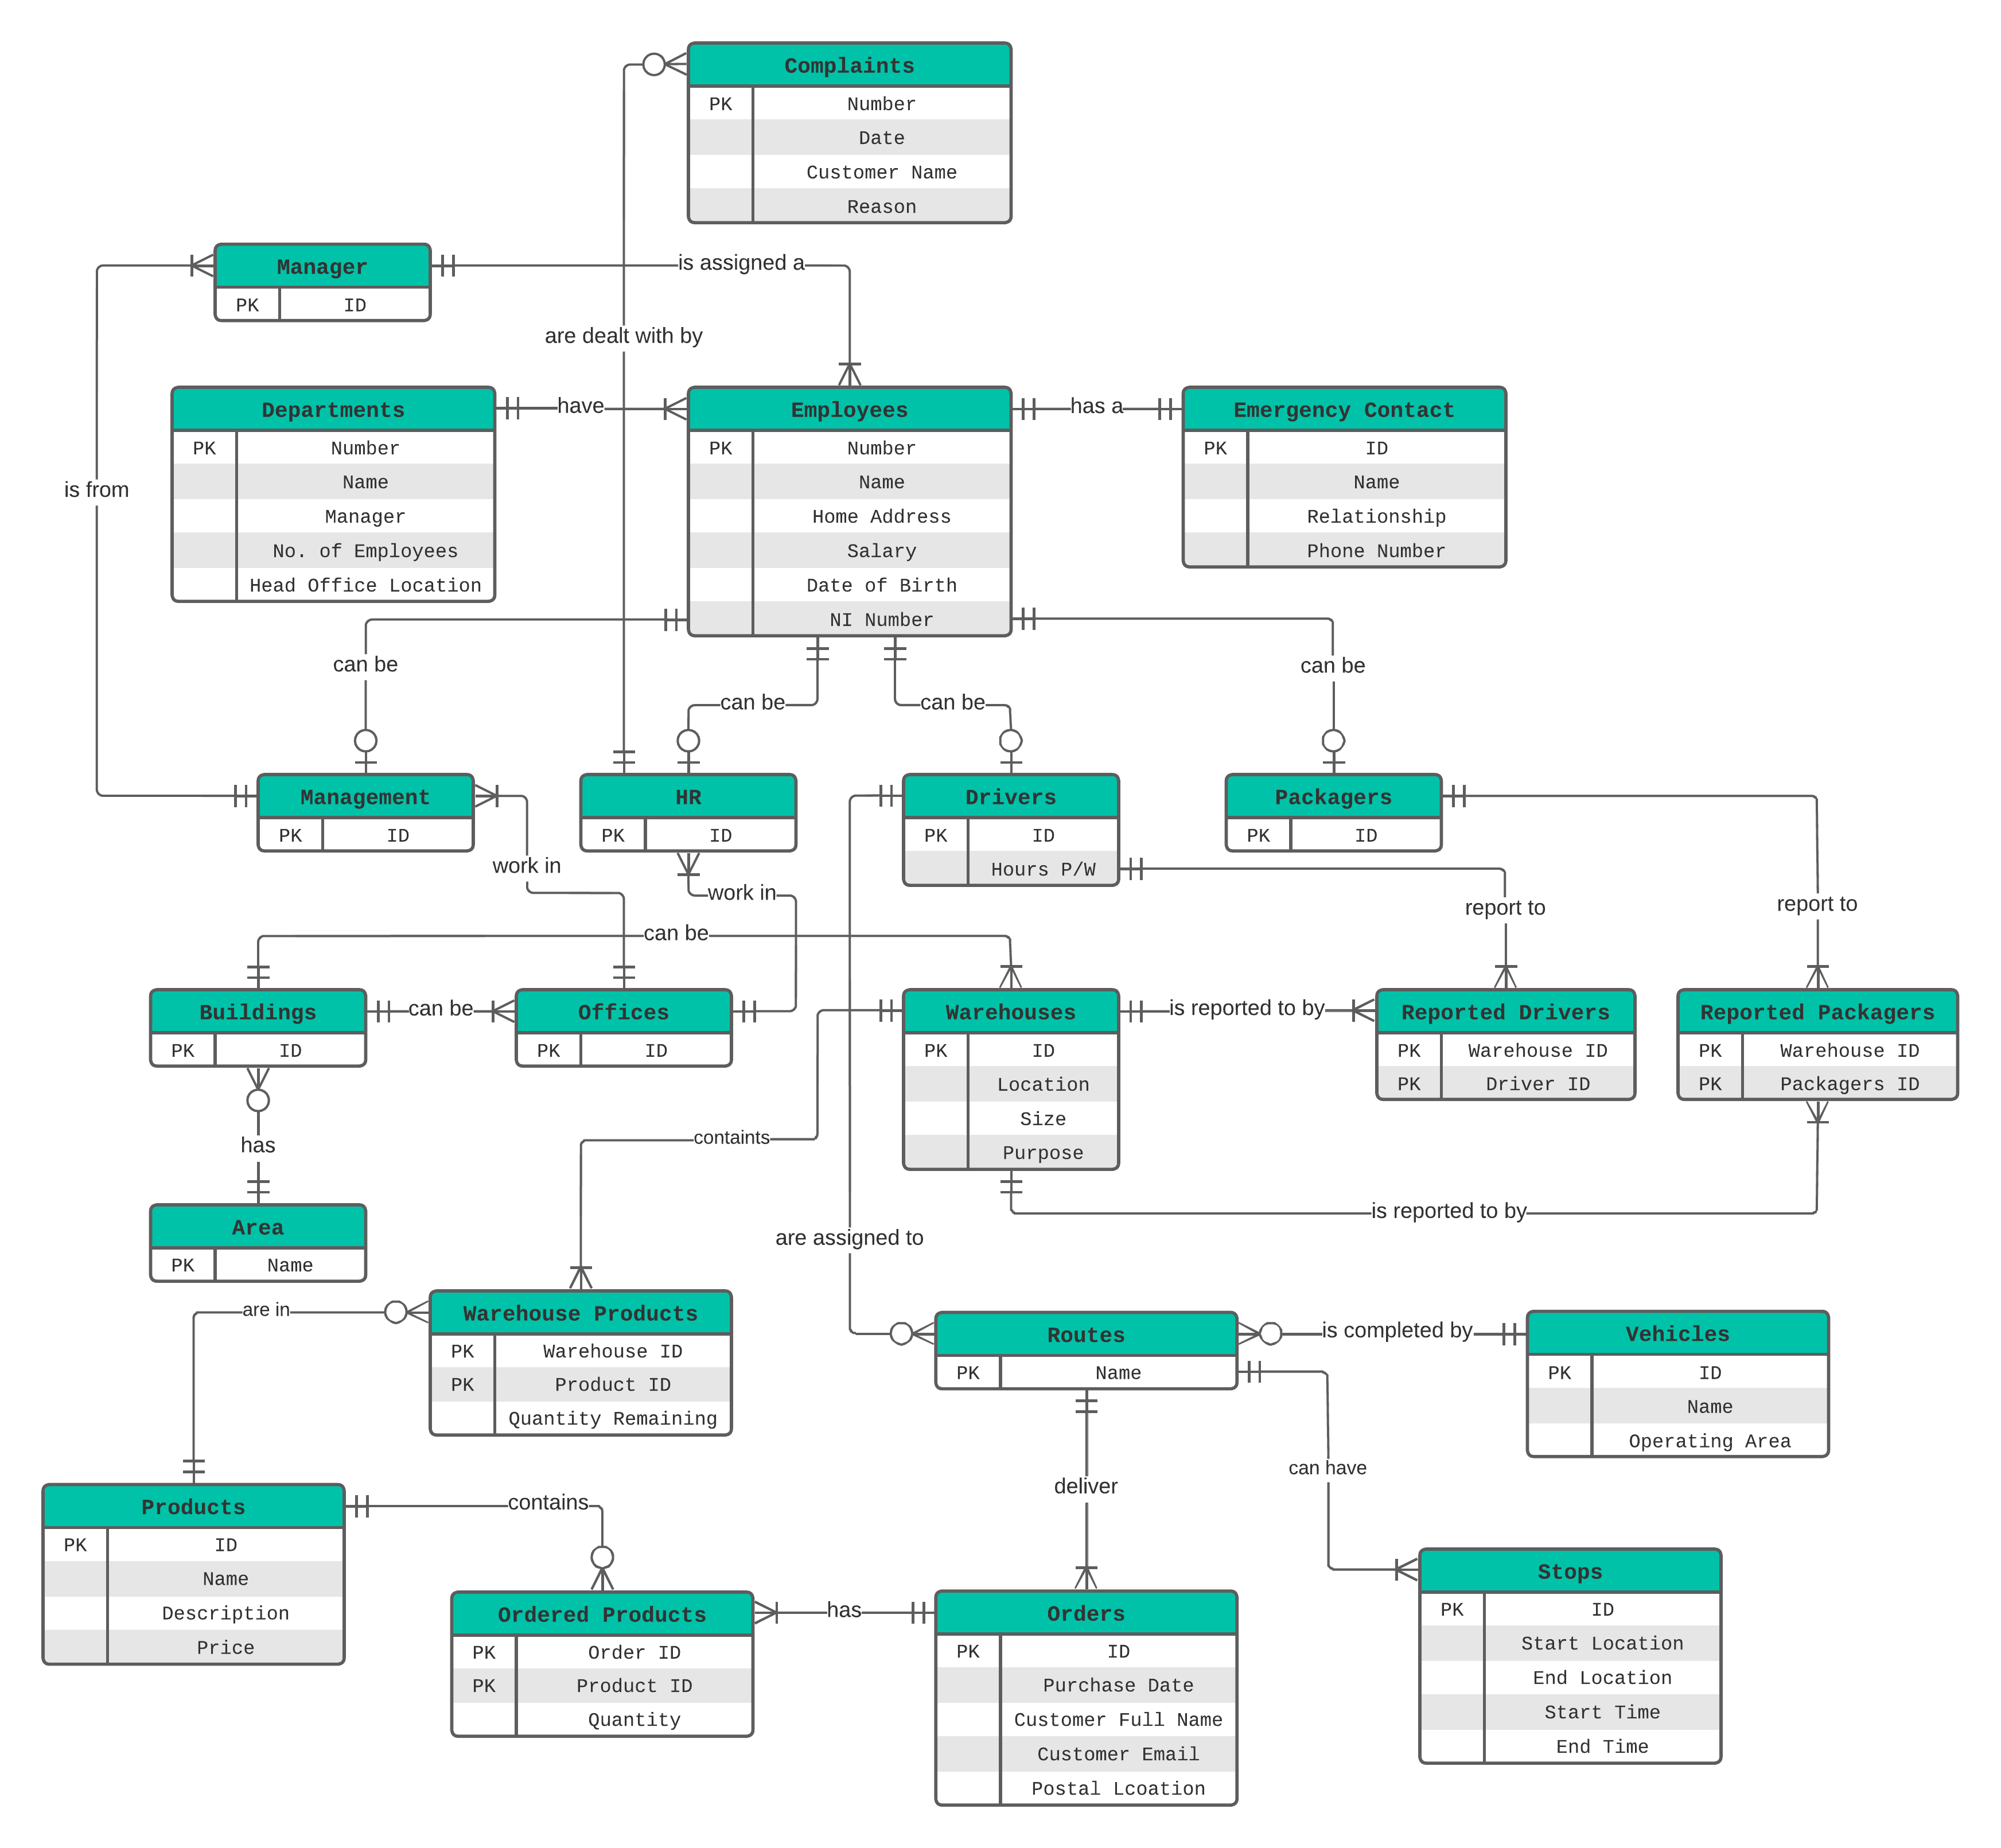 Complaints
PK Number
Date
Customer Name
Reason
Manager
PK ID
is assigned a
are dealt with by
Departments
PK Number
Name
Manager
No. of Employees
Head Office Location
have
Employees
PK Number
Name
Home Address
Salary
Date of Birth
NI Number
has a
Emergency Contact
PK ID
Name
Relationship
Phone Number
is from
can be
can be
can be
can be
Management
PK ID
HR
PK ID
Drivers
PK ID
Hours P/W
Packagers
PK ID
work in
work in
report to
report to
can be
Buildings
PK ID
can be
Offices
PK ID
Warehouses
PK ID
Location
Size
Purpose
is reported to by
Reported Drivers
PK Warehouse ID
PK Driver ID
Reported Packagers
PK Warehouse ID
PK Packagers ID
has
containts
is reported to by
Area
PK Name
are assigned to
are in
Warehouse Products
PK Warehouse ID
PK Product ID
Quantity Remaining
Routes
PK Name
is completed by
Vehicles
PK ID
Name
Operating Area
deliver
can have
Products
PK ID
Name
Description
Price
contains
Ordered Products
PK Order ID
PK Product ID
Quantity
has
Orders
PK ID
Purchase Date
Customer Full Name
Customer Email
Postal Lcoation
Stops
PK ID
Start Location
End Location
Start Time
End Time